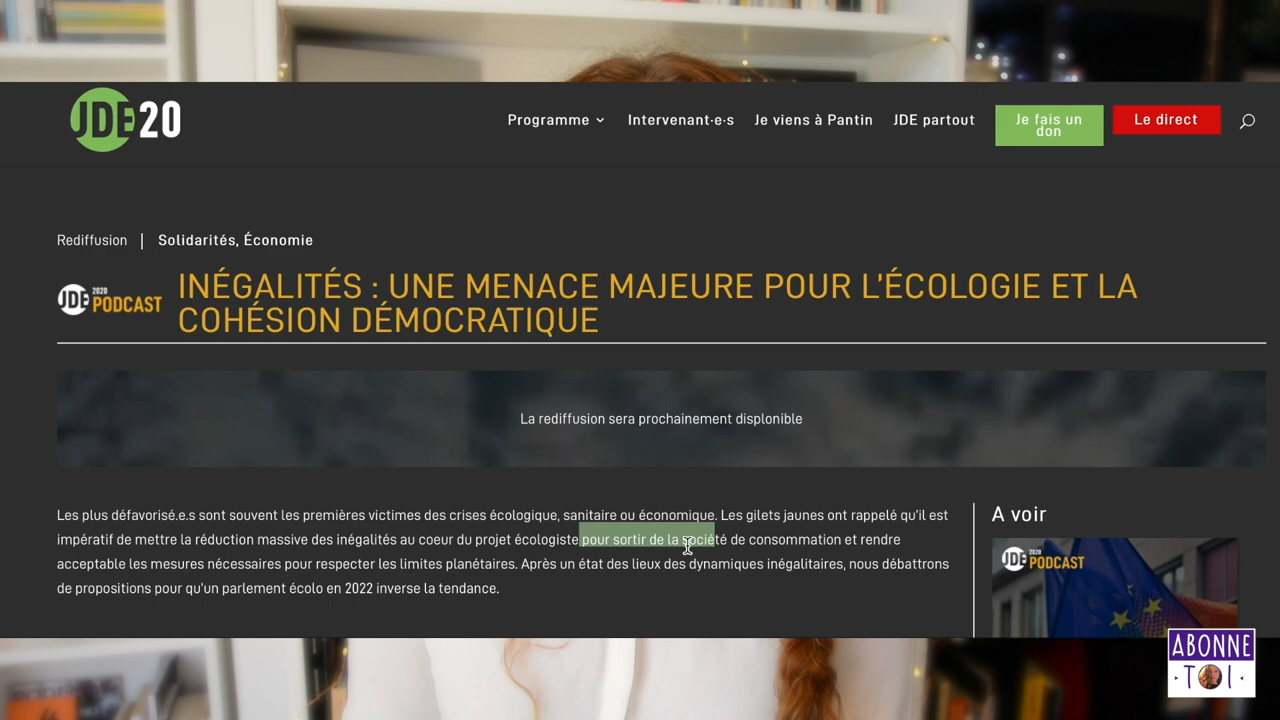 JDE20
Programme
Intervenant·e·s
Je viens à Pantin
JDE partout
Je fais un
don
Le direct
Rediffusion | Solidarités, Économie
JDE 2020 PODCAST
INÉGALITÉS : UNE MENACE MAJEURE POUR L'ÉCOLOGIE ET LA
COHÉSION DÉMOCRATIQUE
La rediffusion sera prochainement displonible
Les plus défavorisé.e.s sont souvent les premières victimes des crises écologique, sanitaire ou économique. Les gilets jaunes ont rappelé qu'il est
impératif de mettre la réduction massive des inégalités au coeur du projet écologiste pour sortir de la société de consommation et rendre
acceptable les mesures nécessaires pour respecter les limites planétaires. Après un état des lieux des dynamiques inégalitaires, nous débattrons
de propositions pour qu'un parlement écolo en 2022 inverse la tendance.
A voir
JDE 2020 PODCAST
ABONNE
TOI